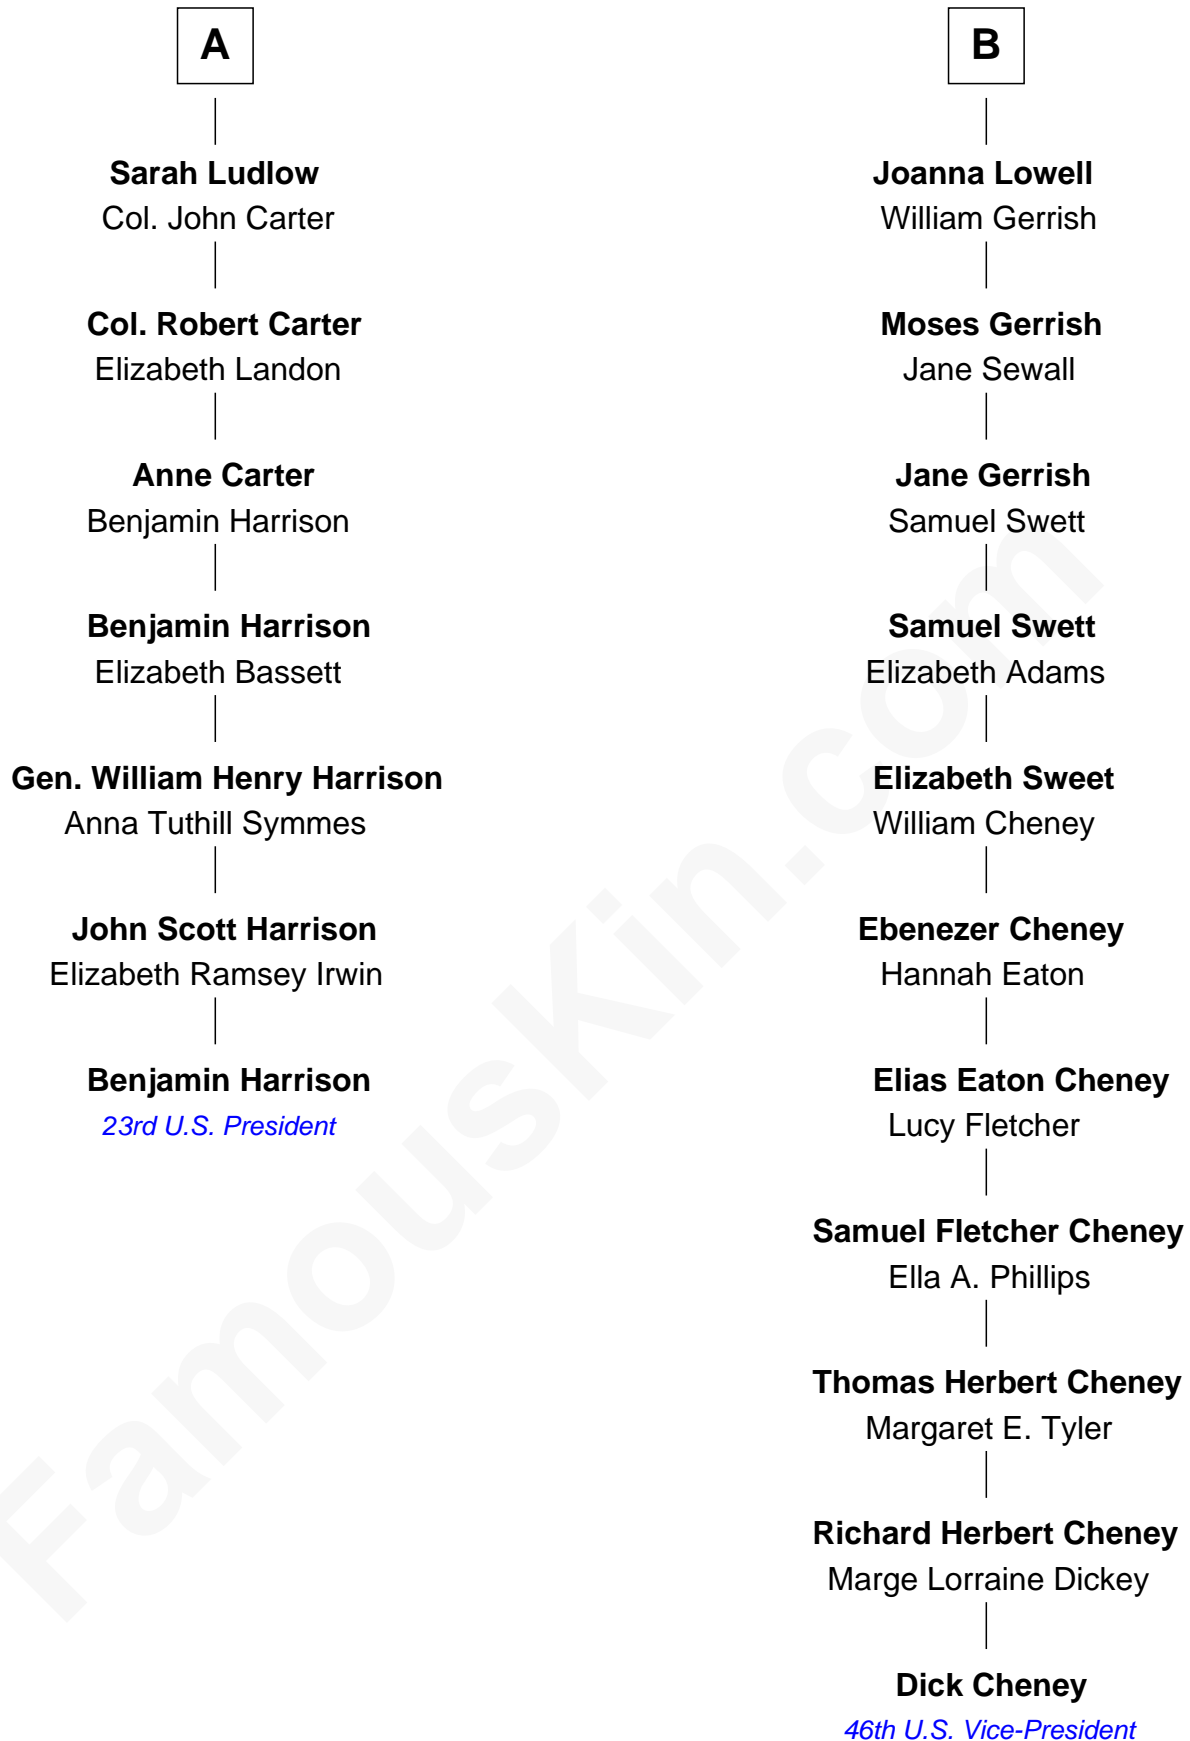 A
Sarah Ludlow
Col. John Carter
Col. Robert Carter
Elizabeth Landon
Anne Carter
Benjamin Harrison
Benjamin Harrison
Elizabeth Bassett
Gen. William Henry Harrison
Anna Tuthill Symmes
John Scott Harrison
Elizabeth Ramsey Irwin
Benjamin Harrison
23rd U.S. President
B
Joanna Lowell
William Gerrish
Moses Gerrish
Jane Sewall
Jane Gerrish
Samuel Swett
Samuel Swett
Elizabeth Adams
Elizabeth Sweet
William Cheney
Ebenezer Cheney
Hannah Eaton
Elias Eaton Cheney
Lucy Fletcher
Samuel Fletcher Cheney
Ella A. Phillips
Thomas Herbert Cheney
Margaret E. Tyler
Richard Herbert Cheney
Marge Lorraine Dickey
Dick Cheney
46th U.S. Vice-President
FamousKin.com